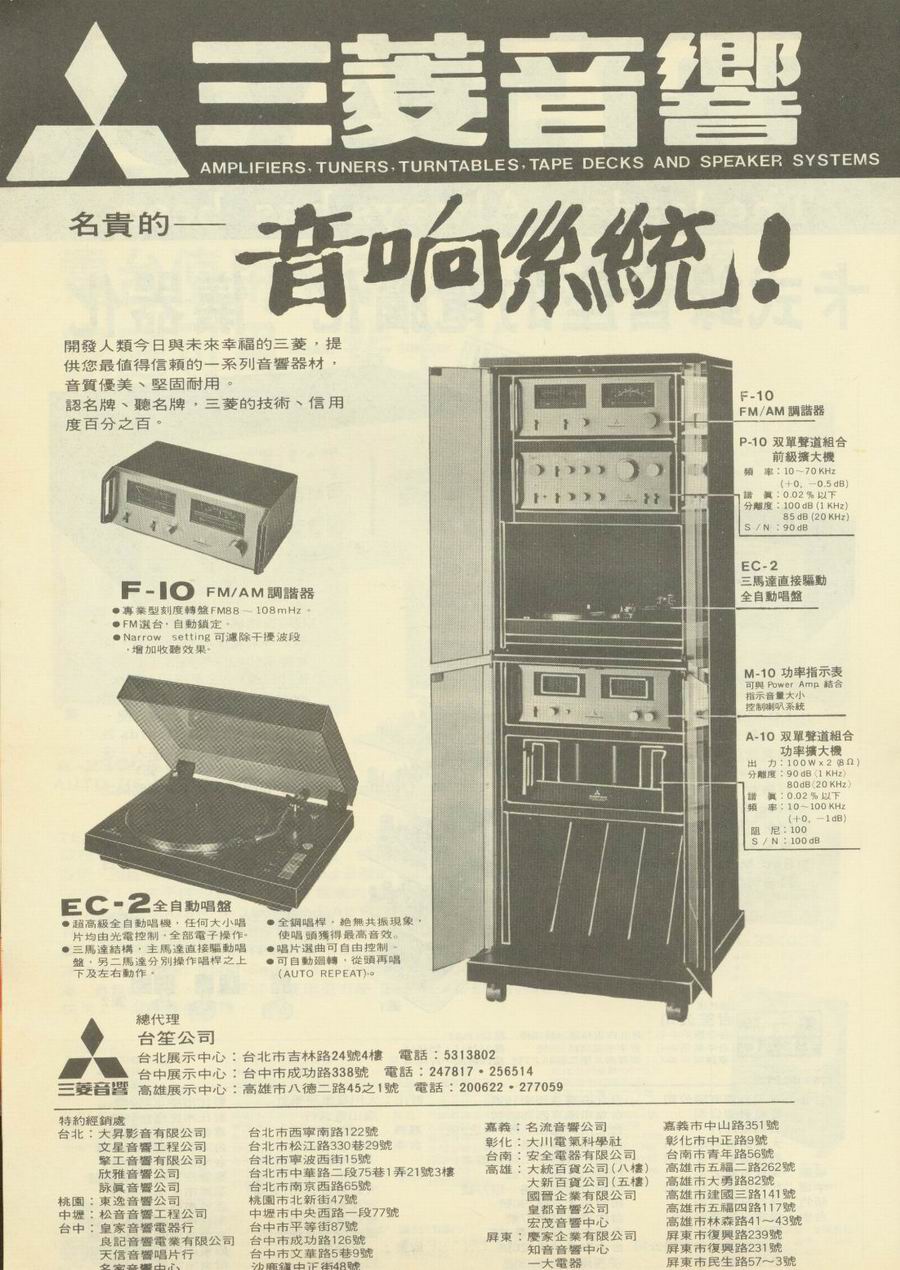 三菱音響
AMPLIFIERS, TUNERS, TURNTABLES, TAPE DECKS AND SPEAKER SYSTEMS
名貴的——
音响系統！
開發人類今日與未來幸福的三菱，提
供您最值得信賴的一系列音響器材，
音質優美、堅固耐用。
認名牌、聽名牌，三菱的技術、信用
度百分之百。
F-10 FM/AM 調諧器
●專業型刻度轉盤FM88—108mHz。
●FM選台，自動鎖定。
●Narrow setting 可濾除干擾波段
，增加收聽效果。
F-10
FM/AM 調諧器
P-10 双單聲道組合
前級擴大機
頻 率：10～70KHz
(+0, －0.5dB)
諧 眞：0.02％以下
分離度：100dB (1KHz)
85dB (20KHz)
S / N：90dB
EC-2
三馬達直接驅動
全自動唱盤
M-10 功率指示表
可與 Power Amp 結合
指示音量大小
控制喇叭系統
A-10 双單聲道組合
功率擴大機
出 力：100W x 2 (8Ω)
分離度：90dB (1KHz)
80dB (20KHz)
諧 眞：0.02％以下
頻 率：10～100KHz
(+0, －1dB)
阻 尼：100
S / N：100dB
EC-2 全自動唱盤
●超高級全自動唱機，任何大小唱
片均由光電控制，全部電子操作。
●三馬達結構，主馬達直接驅動唱
盤，另二馬達分別操作唱桿之上
下及左右動作。
●全鋼唱桿，絶無共振現象，
使唱頭獲得最高音效。
●唱片選曲可自由控制。
●可自動廻轉，從頭再唱
(AUTO REPEAT)。
三菱音響
總代理
台笙公司
台北展示中心：台北市吉林路24號4樓 電話：5313802
台中展示中心：台中市成功路338號 電話：247817・256514
高雄展示中心：高雄市八德二路45之1號 電話：200622・277059
特約經銷處
台北：大昇影音有限公司 台北市西寧南路122號
文星音響工程公司 台北市松江路330巷29號
擎工音響有限公司 台北市寧波西街15號
欣雅音響公司 台北市中華路二段75巷1弄21號3樓
詠眞音響公司 台北市南京西路65號
桃園：東逸音響公司 桃園市北新街47號
中壢：松音音響工程公司 中壢市中央西路一段77號
台中：皇家音響電器行 台中市平等街87號
良記音響電業有限公司 台中市成功路126號
天信音響唱片行 台中市文華路5巷9號
名家音響中心 沙鹿鎮中正街48號
嘉義：名流音響公司 嘉義市中山路351號
彰化：大川電氣科學社 彰化市中正路9號
台南：安全電器有限公司 台南市青年路56號
高雄：大統百貨公司(八樓) 高雄市五福二路262號
大新百貨公司(五樓) 高雄市大勇路82號
國晉企業有限公司 高雄市建國三路141號
皇都音響公司 高雄市五福四路117號
宏茂音響中心 高雄市林森路41～43號
屏東：慶家企業有限公司 屏東市復興路239號
知音音響中心 屏東市復興路231號
一大電器 屏東市民生路57～3號